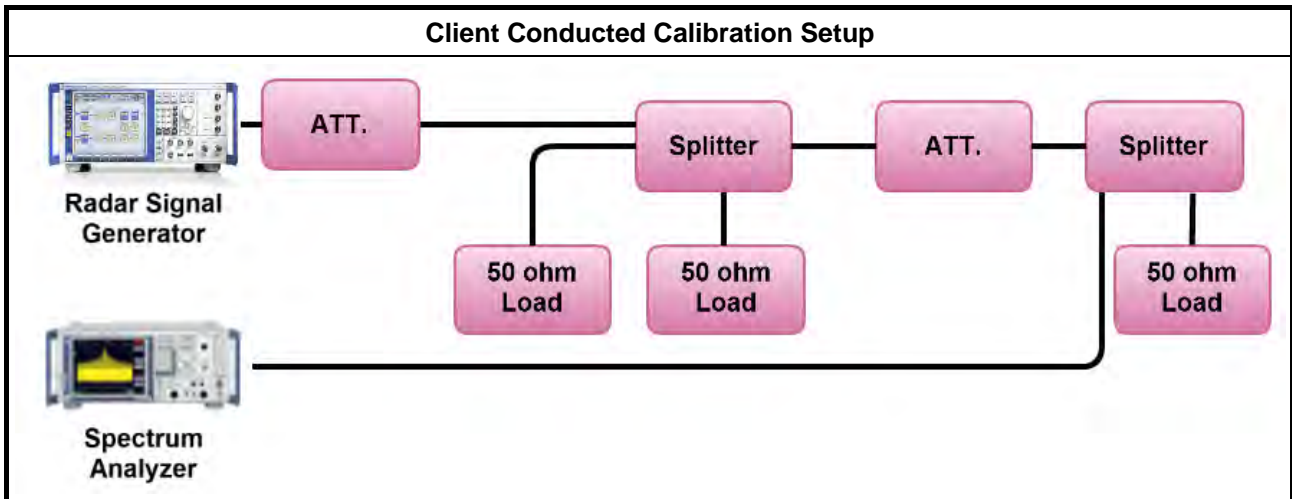 Client Conducted Calibration Setup
ATT.
Splitter
ATT.
Splitter
Radar Signal
Generator
50 ohm
Load
50 ohm
Load
50 ohm
Load
Spectrum
Analyzer